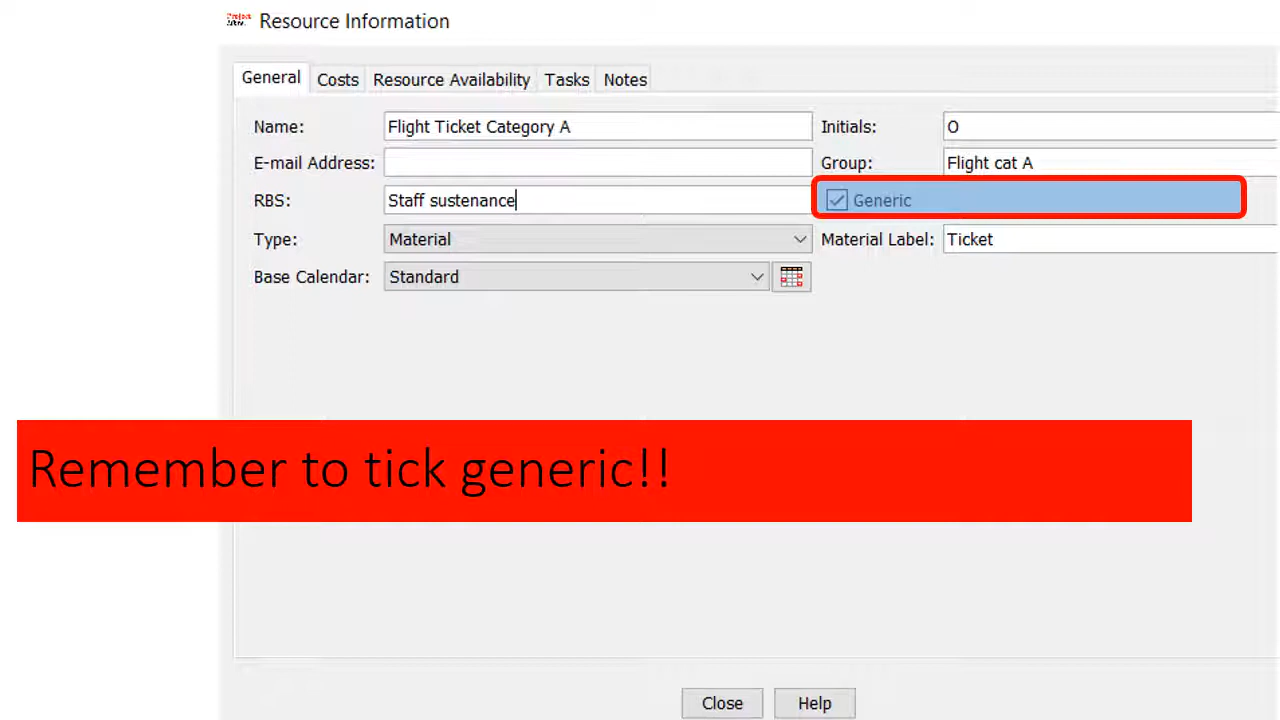 Resource Information
General Costs Resource Availability Tasks Notes
Name: Flight Ticket Category A Initials: O
E-mail Address: Group: Flight cat A
RBS: Staff sustenance Generic
Type: Material Material Label: Ticket
Base Calendar: Standard
Remember to tick generic!!
Close Help